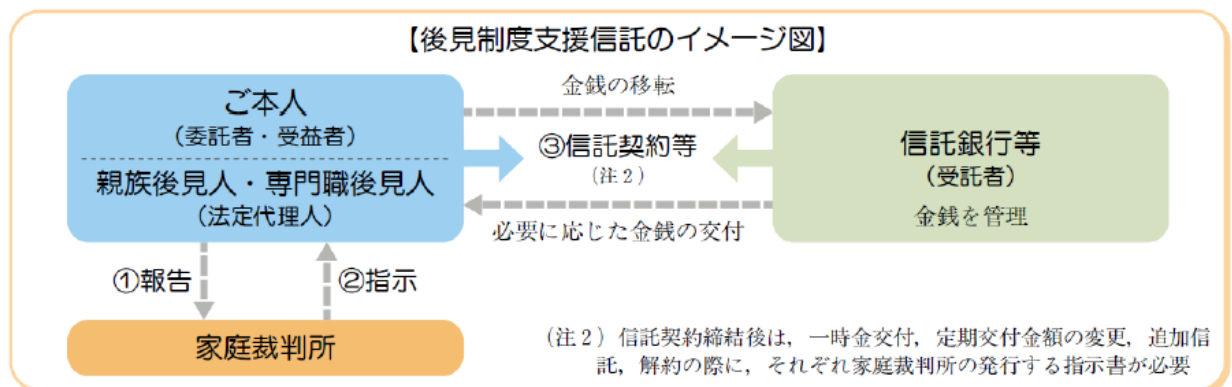 【後見制度支援信託のイメージ図】
ご本人
(委託者・受益者)
親族後見人・専門職後見人
(法定代理人)
金銭の移転
③信託契約等
(注2)
必要に応じた金銭の交付
信託銀行等
(受託者)
金銭を管理
①報告
②指示
家庭裁判所
(注2)信託契約締結後は,一時金交付,定期交付金額の変更,追加信
託,解約の際に,それぞれ家庭裁判所の発行する指示書が必要